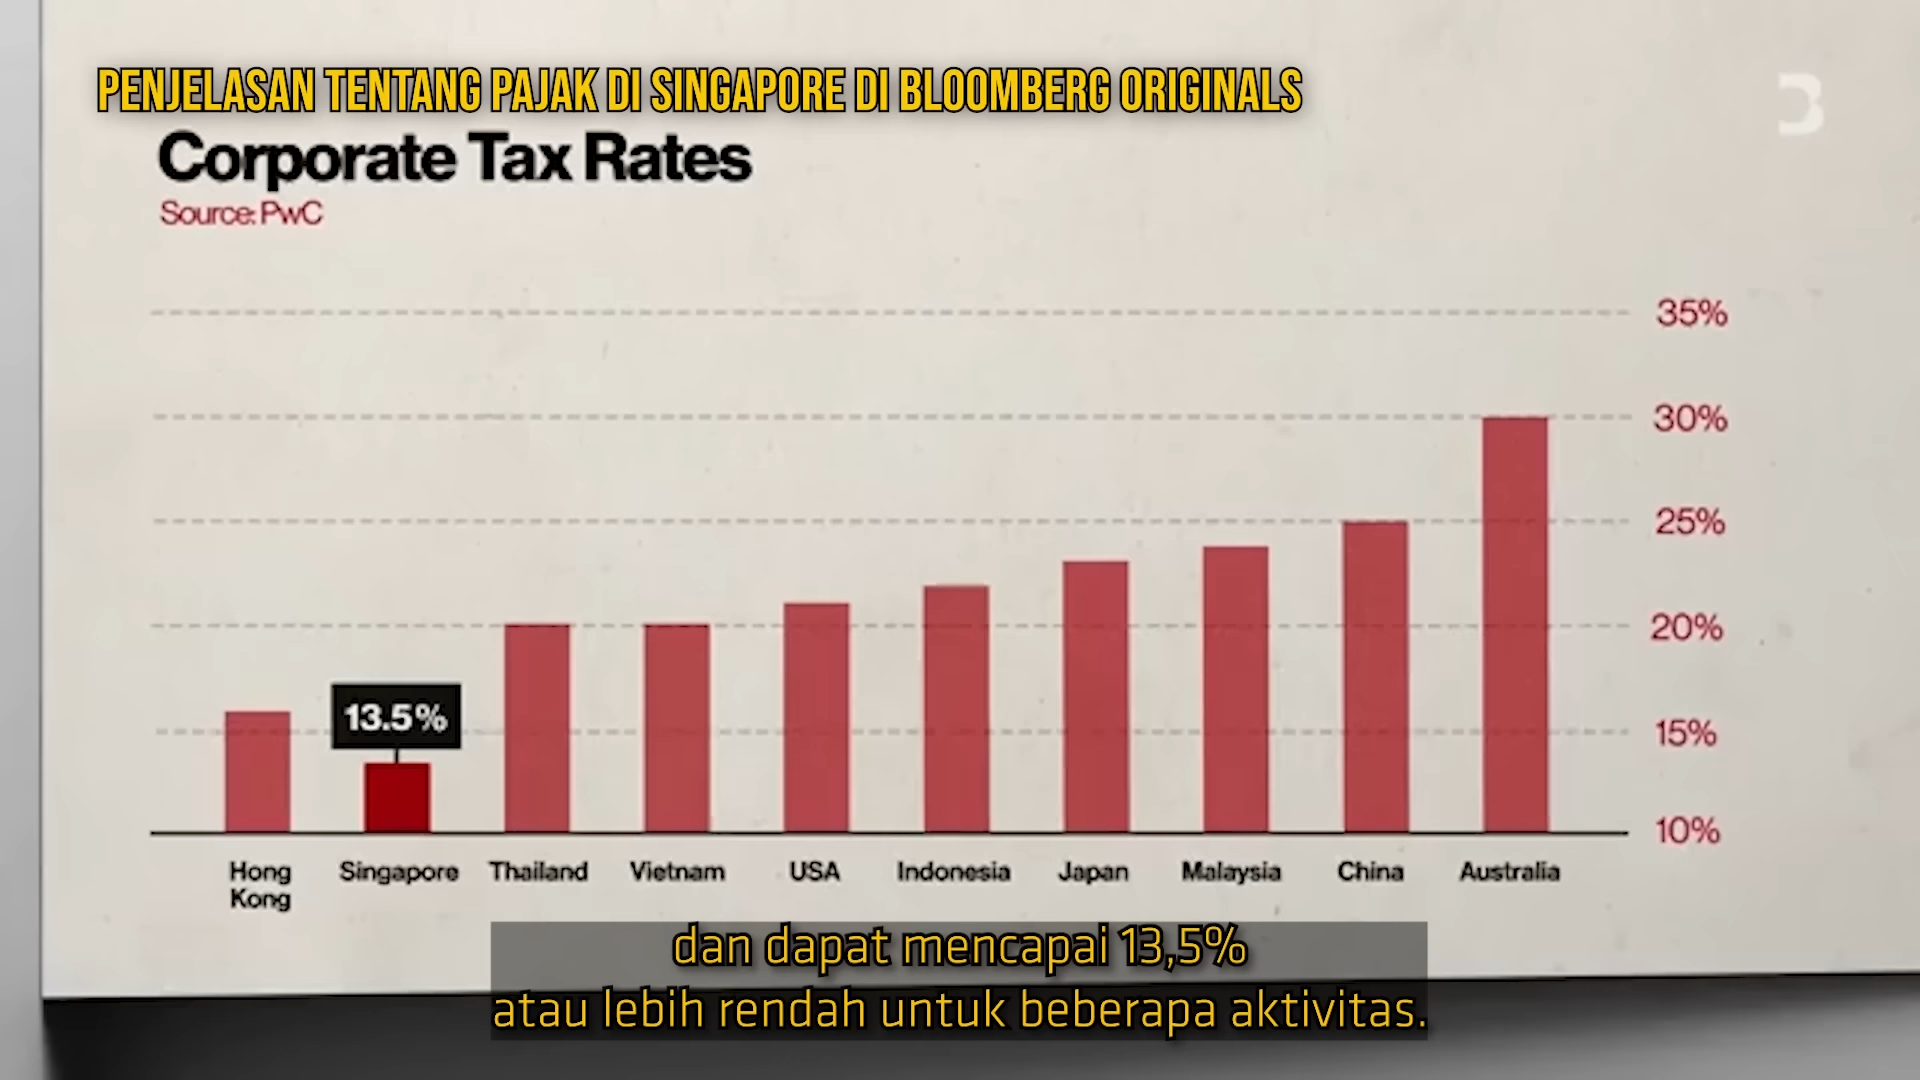 PENJELASAN TENTANG PAJAK DI SINGAPORE DI BLOOMBERG ORIGINALS
Corporate Tax Rates
Source: PwC
35%
30%
25%
20%
15%
10%
13.5%
Hong Kong
Singapore
Thailand
Vietnam
USA
Indonesia
Japan
Malaysia
China
Australia
dan dapat mencapai 13,5%
atau lebih rendah untuk beberapa aktivitas.